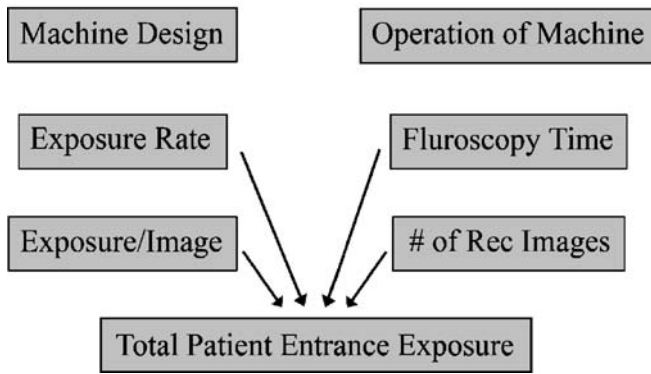 Machine Design
Operation of Machine
Exposure Rate
Fluroscopy Time
Exposure/Image
# of Rec Images
Total Patient Entrance Exposure